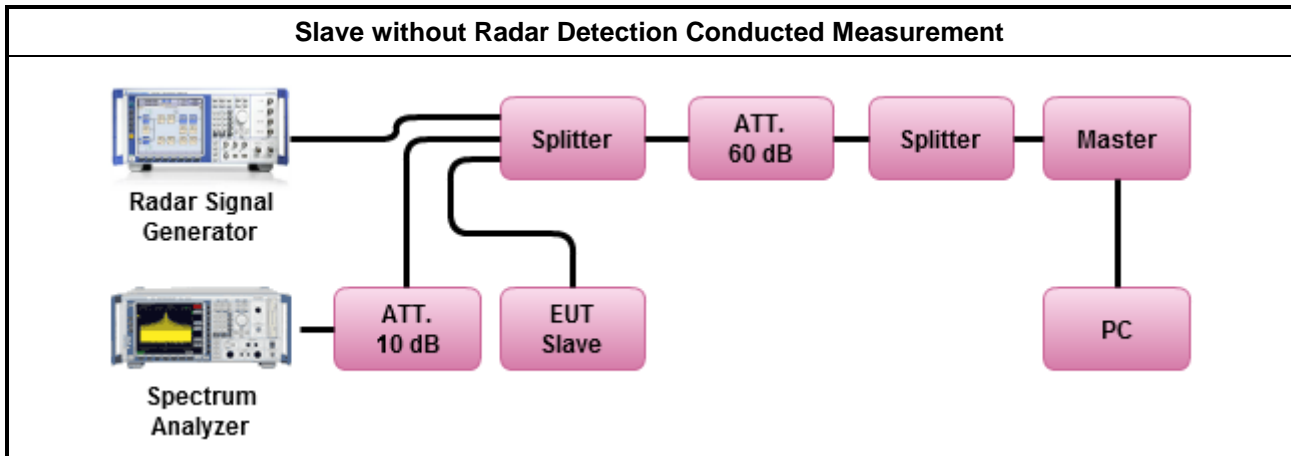 Slave without Radar Detection Conducted Measurement
Radar Signal
Generator
Splitter
ATT.
60 dB
Splitter
Master
Spectrum
Analyzer
ATT.
10 dB
EUT
Slave
PC